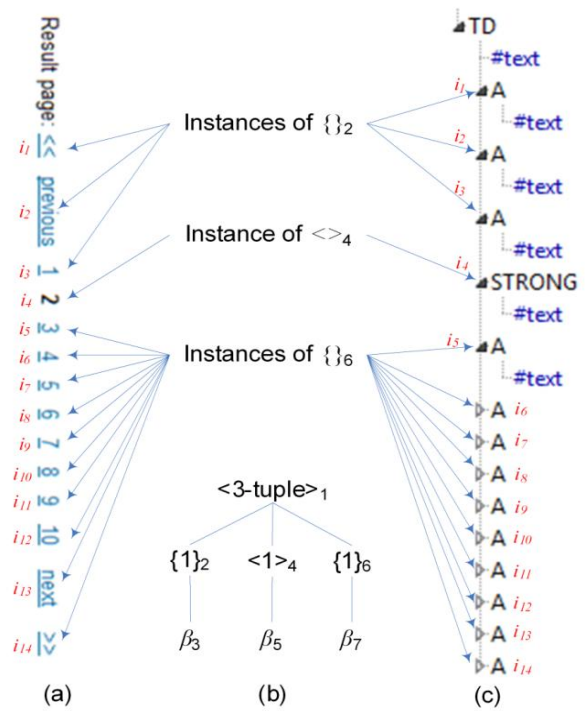 Result page: << previous 1 2 3 4 5 6 7 8 9 10 next >>
i1
i2
i3
i4
i5
i6
i7
i8
i9
i10
i11
i12
i13
i14
(a)
Instances of {}2
Instance of <>4
Instances of {}6
<3-tuple>1
{1}2 <1>4 {1}6
β3 β5 β7
(b)
TD
#text
i1 A
#text
i2 A
#text
i3 A
#text
i4 STRONG
#text
i5 A
#text
A i6
A i7
A i8
A i9
A i10
A i11
A i12
A i13
A i14
(c)